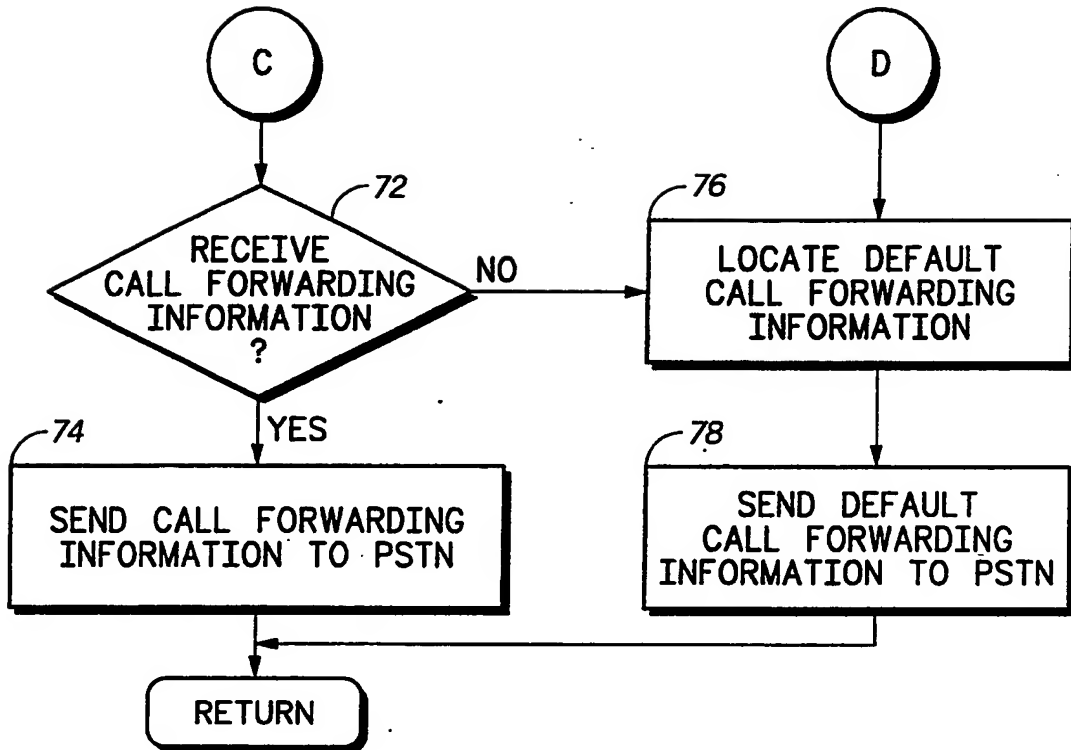 C
D
72
RECEIVE
CALL FORWARDING
INFORMATION
?
NO
76
LOCATE DEFAULT
CALL FORWARDING
INFORMATION
YES
74
SEND CALL FORWARDING
INFORMATION TO PSTN
78
SEND DEFAULT
CALL FORWARDING
INFORMATION TO PSTN
RETURN